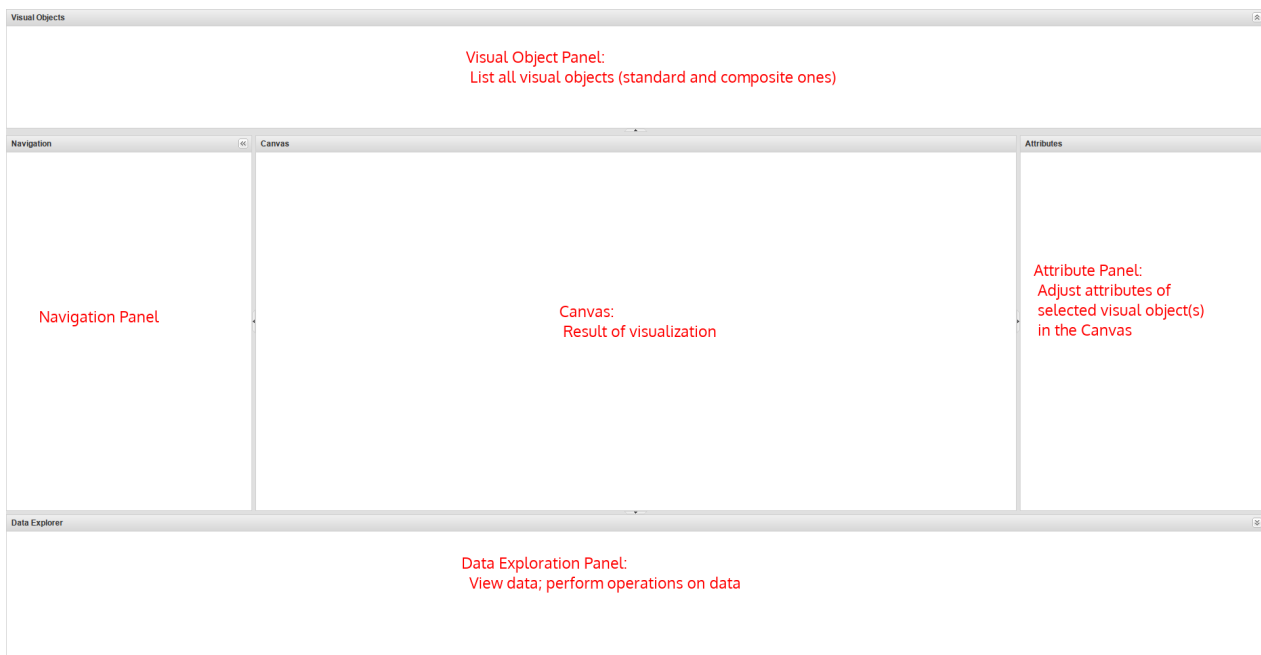 Visual Objects
Visual Object Panel:
List all visual objects (standard and composite ones)
Navigation
Canvas
Attributes
Navigation Panel
Canvas:
Result of visualization
Attribute Panel:
Adjust attributes of
selected visual object(s)
in the Canvas
Data Explorer
Data Exploration Panel:
View data; perform operations on data